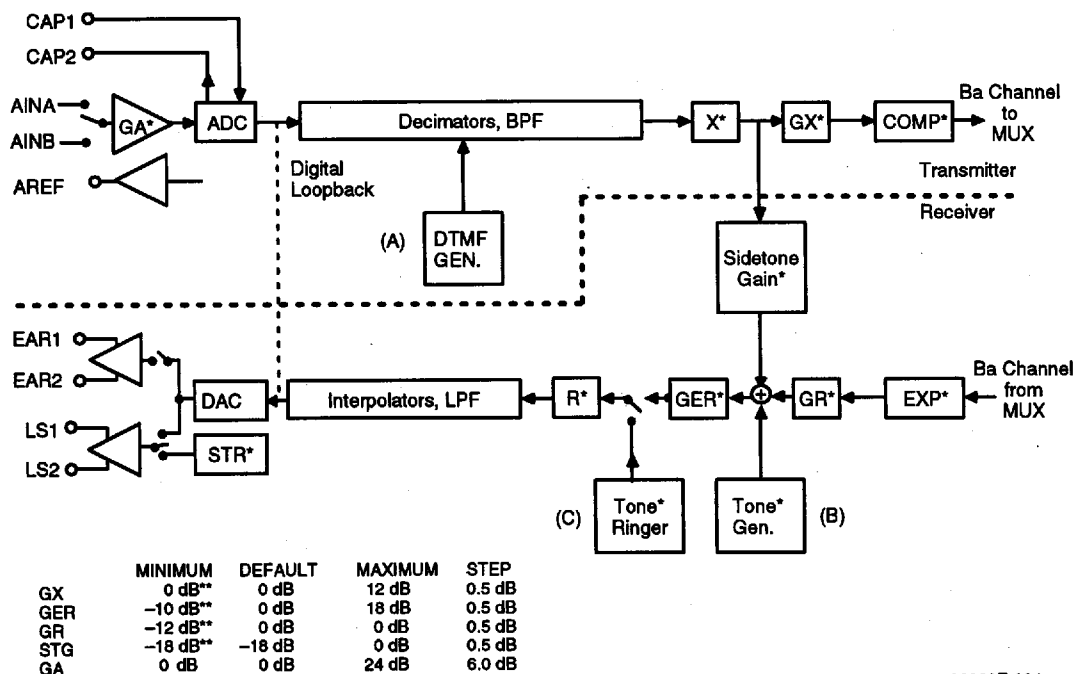 CAP1
CAP2
AINA
AINB
GA*
ADC
Decimators, BPF
X*
GX*
COMP*
Ba Channel
to
MUX
AREF
Digital
Loopback
Transmitter
Receiver
(A)
DTMF
GEN.
Sidetone
Gain*
EAR1
EAR2
DAC
Interpolators, LPF
R*
GER*
+
GR*
EXP*
Ba Channel
from
MUX
LS1
LS2
STR*
(C)
Tone*
Ringer
Tone*
Gen.
(B)
MINIMUM DEFAULT MAXIMUM STEP
GX 0 dB** 0 dB 12 dB 0.5 dB
GER –10 dB** 0 dB 18 dB 0.5 dB
GR –12 dB** 0 dB 0 dB 0.5 dB
STG –18 dB** –18 dB 0 dB 0.5 dB
GA 0 dB 0 dB 24 dB 6.0 dB